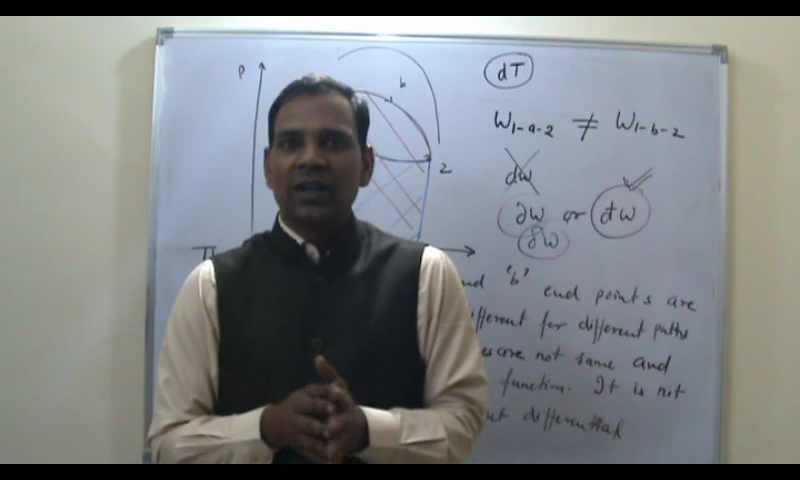 P
b
2
dT
W1-a-2 ≠ W1-b-2
dw
∂w or đw
δw
'b' end points are
different for different paths
are not same and
function. It is not
differential